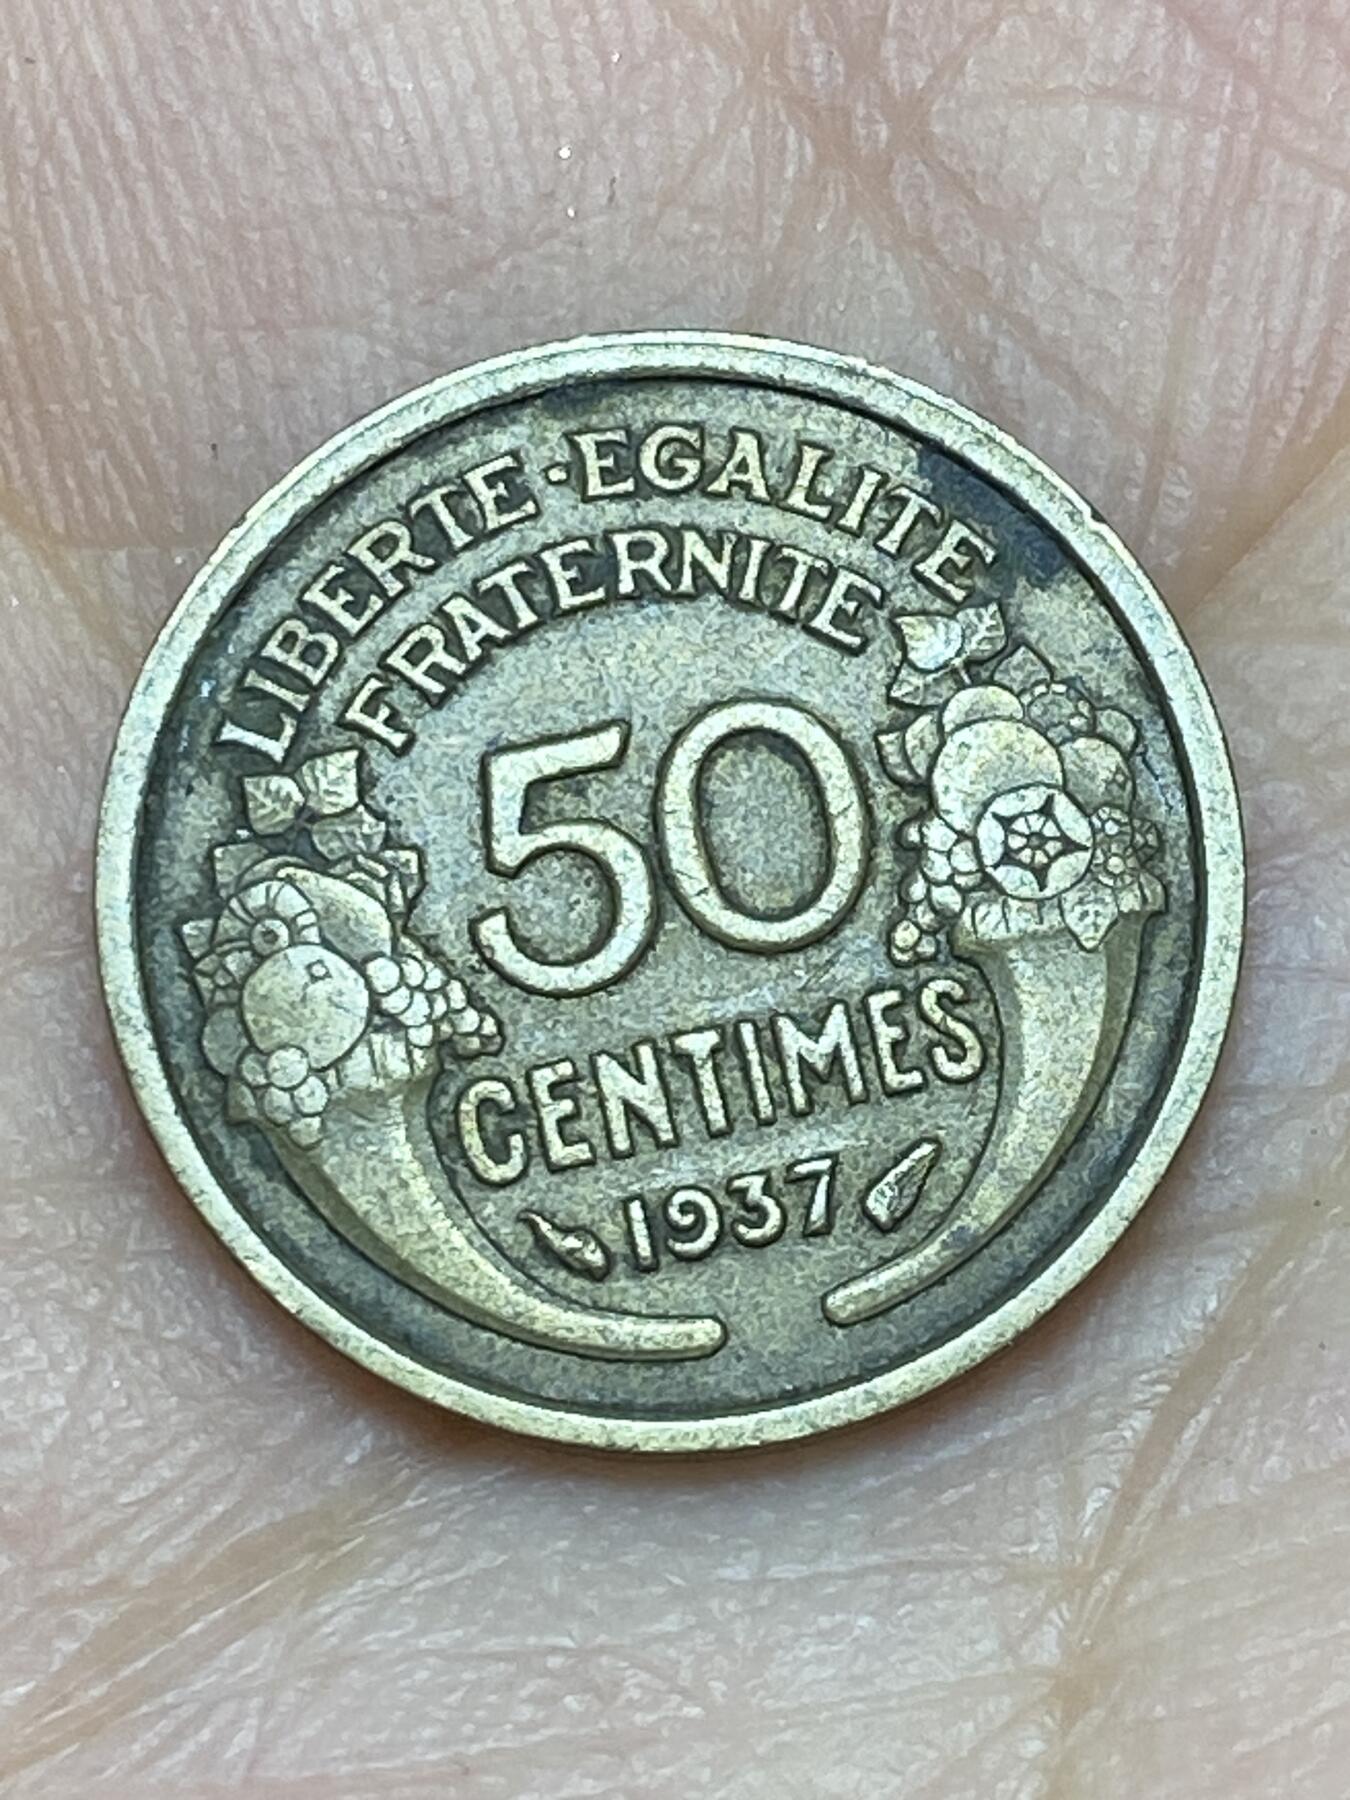 LIBERTE·EGALITE
FRATERNITE
50
CENTIMES
1937